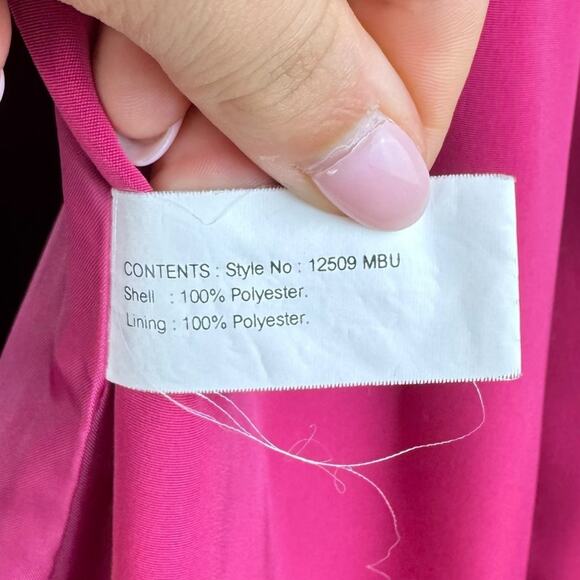 CONTENTS : Style No : 12509 MBU
Shell : 100% Polyester.
Lining : 100% Polyester.